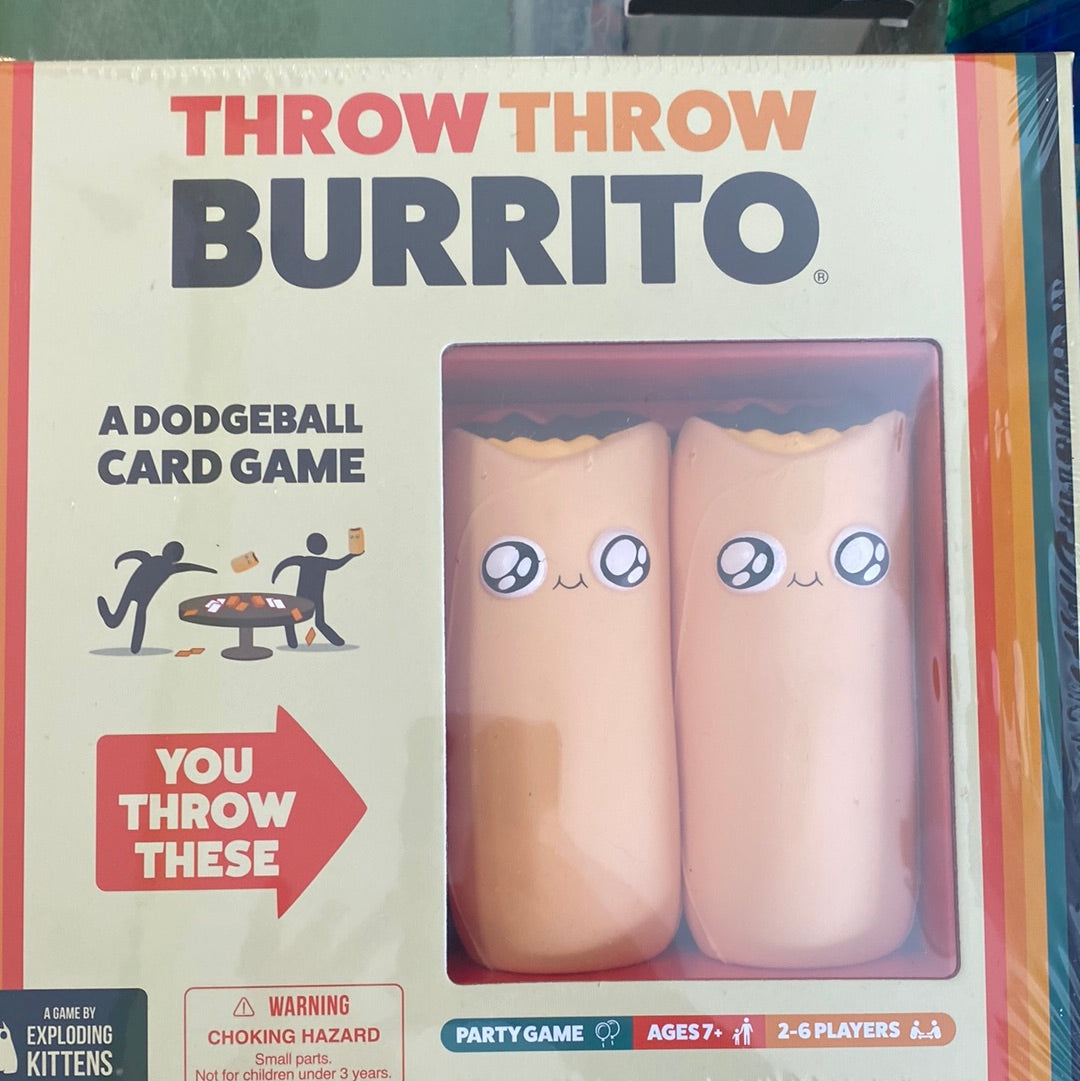 THROW THROW
BURRITO®
A DODGEBALL
CARD GAME
YOU
THROW
THESE
A GAME BY
EXPLODING
KITTENS
WARNING
CHOKING HAZARD
Small parts.
Not for children under 3 years.
PARTY GAME AGES 7+ 2-6 PLAYERS